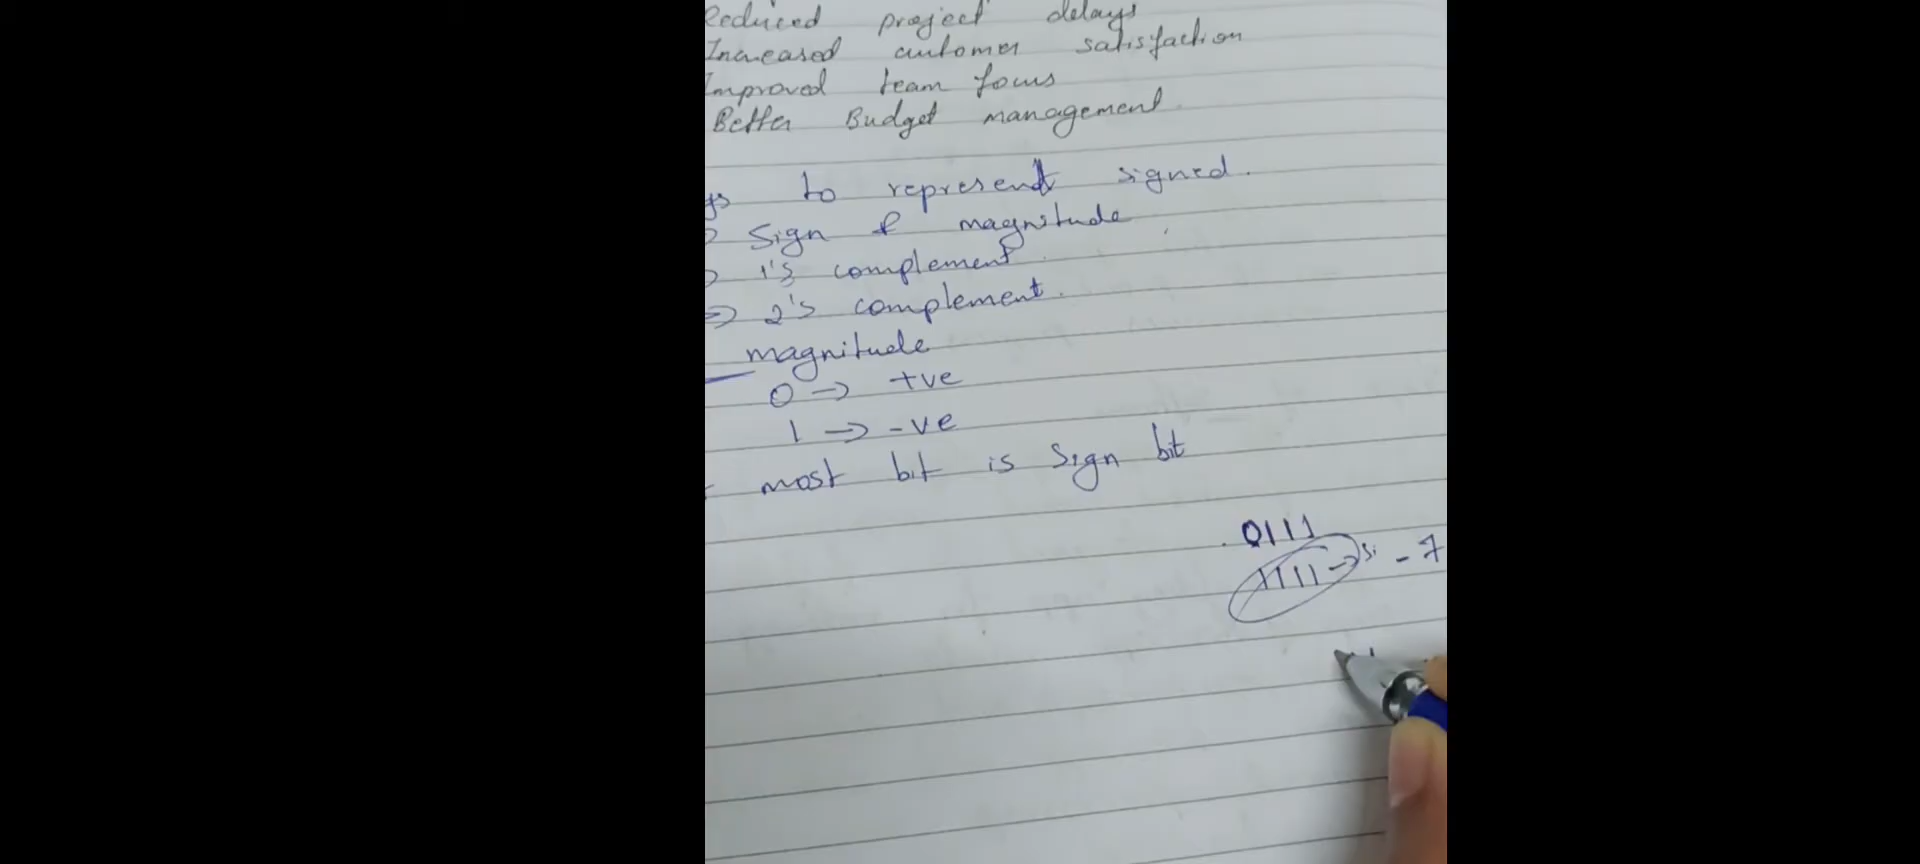 Reduced project delays
Increased customer satisfaction
Improved team focus
Better Budget management
to represent signed.
Sign & magnitude
1's complement
=> 2's complement.
magnitude
0 -> +ve
1 -> -ve
most bit is Sign bit
0111
1111 -> - 7